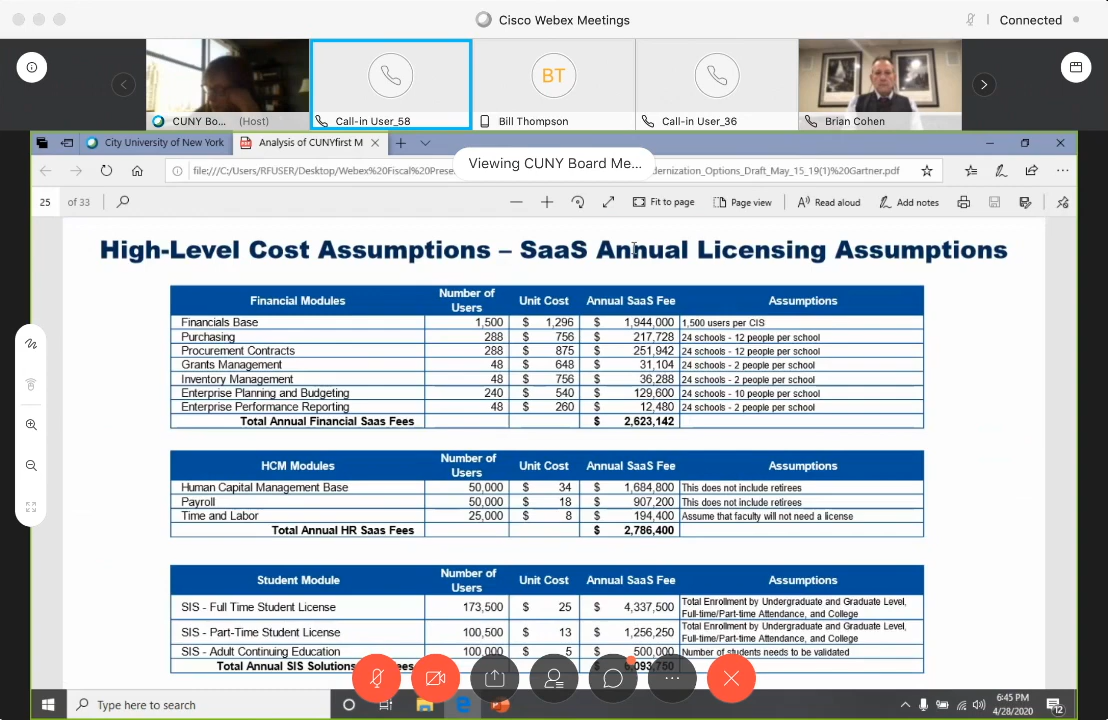 Cisco Webex Meetings
Connected
BT
CUNY Bo... (Host)
Call-in User_58
Bill Thompson
Call-in User_36
Brian Cohen
City University of New York
Analysis of CUNYfirst M
Viewing CUNY Board Me...
file:///C:/Users/RFUSER/Desktop/Webex%20Fiscal%20Prese
dernization_Options_Draft_May_15_19(1)%20Gartner.pdf
25 of 33
Fit to page
Page view
Read aloud
Add notes
High-Level Cost Assumptions – SaaS Annual Licensing Assumptions
Financial Modules Number of Users Unit Cost Annual SaaS Fee Assumptions
Financials Base 1,500 $ 1,296 $ 1,944,000 1,500 users per CIS
Purchasing 288 $ 756 $ 217,728 24 schools - 12 people per school
Procurement Contracts 288 $ 875 $ 251,942 24 schools - 12 people per school
Grants Management 48 $ 648 $ 31,104 24 schools - 2 people per school
Inventory Management 48 $ 756 $ 36,288 24 schools - 2 people per school
Enterprise Planning and Budgeting 240 $ 540 $ 129,600 24 schools - 10 people per school
Enterprise Performance Reporting 48 $ 260 $ 12,480 24 schools - 2 people per school
Total Annual Financial Saas Fees $ 2,623,142
HCM Modules Number of Users Unit Cost Annual SaaS Fee Assumptions
Human Capital Management Base 50,000 $ 34 $ 1,684,800 This does not include retirees
Payroll 50,000 $ 18 $ 907,200 This does not include retirees
Time and Labor 25,000 $ 8 $ 194,400 Assume that faculty will not need a license
Total Annual HR Saas Fees $ 2,786,400
Student Module Number of Users Unit Cost Annual SaaS Fee Assumptions
SIS - Full Time Student License 173,500 $ 25 $ 4,337,500 Total Enrollment by Undergraduate and Graduate Level, Full-time/Part-time Attendance, and College
SIS - Part-Time Student License 100,500 $ 13 $ 1,256,250 Total Enrollment by Undergraduate and Graduate Level, Full-time/Part-time Attendance, and College
SIS - Adult Continuing Education 100,000 $ 5 $ 500,000 Number of students needs to be validated
Total Annual SIS Solutions 6,093,750
Type here to search
6:45 PM
4/28/2020
12